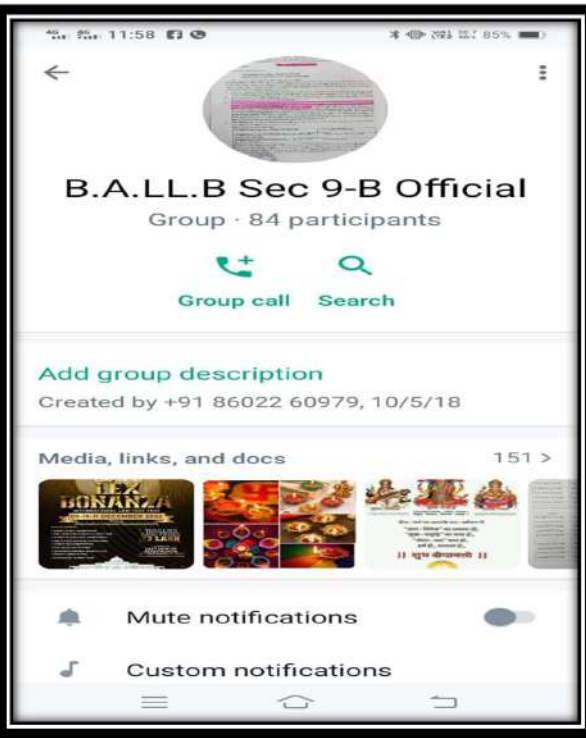 11:58
85%
B.A.LL.B Sec 9-B Official
Group · 84 participants
Group call Search
Add group description
Created by +91 86022 60979, 10/5/18
Media, links, and docs 151 >
LEX
BONANZA
|| शुभ दीपावली ||
Mute notifications
Custom notifications